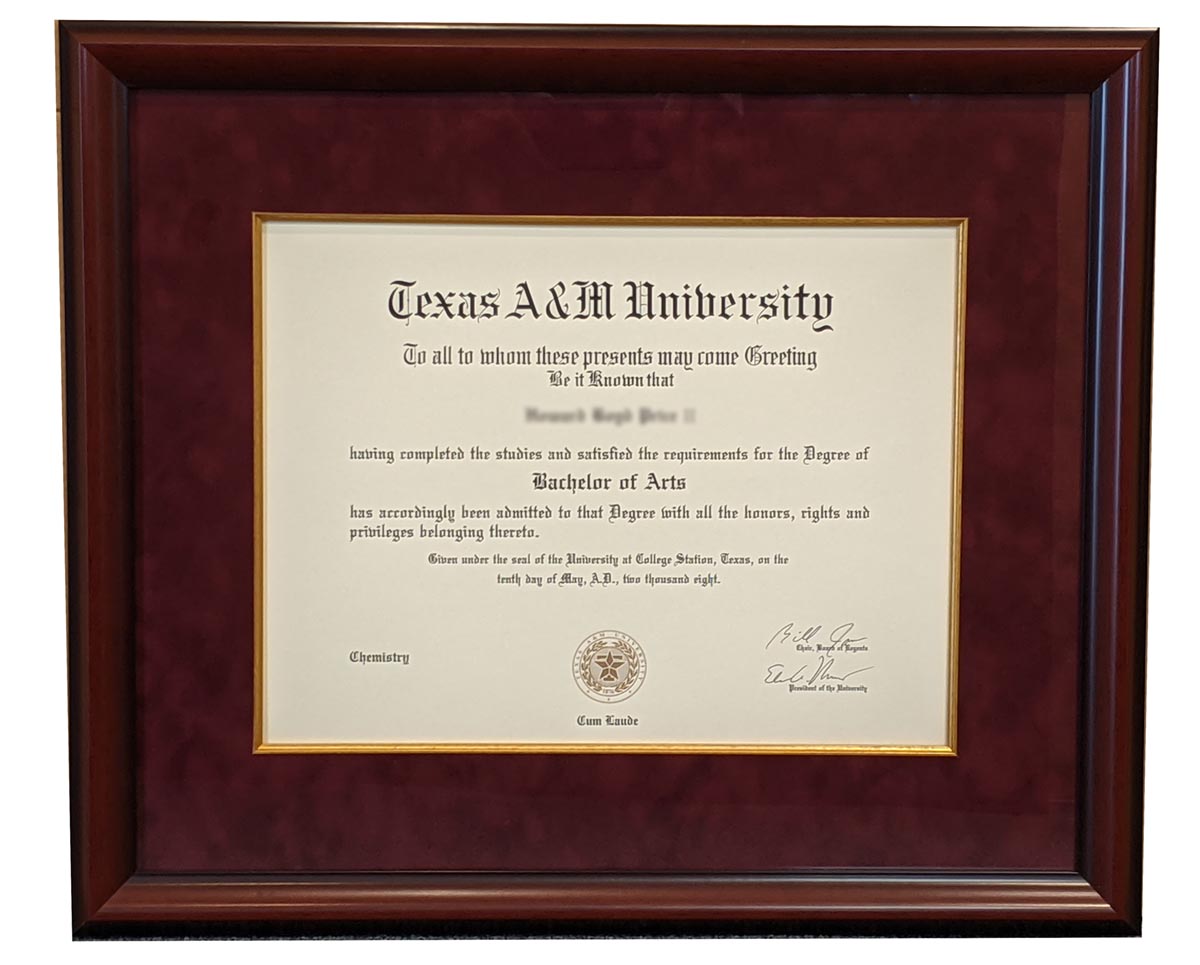 Texas A&M University
To all to whom these presents may come Greeting
Be it Known that
having completed the studies and satisfied the requirements for the Degree of
Bachelor of Arts
has accordingly been admitted to that Degree with all the honors, rights and
privileges belonging thereto.
Given under the seal of the University at College Station, Texas, on the
tenth day of May, A.D., two thousand eight.
Chemistry
TEXAS A&M UNIVERSITY
1876
Cum Laude
Bill
Chair, Board of Regents
President of the University